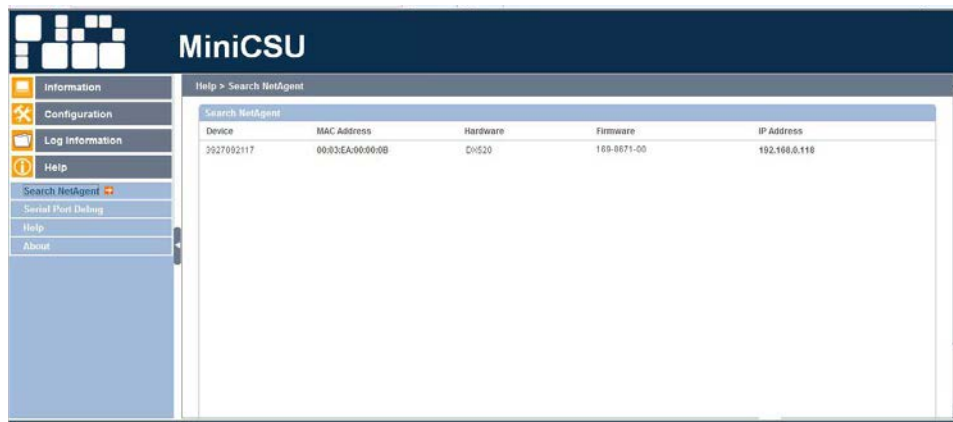 MiniCSU
Information
Configuration
Log Information
Help
Search NetAgent
Serial Port Debug
Help
About
Help > Search NetAgent
Search NetAgent
Device MAC Address Hardware Firmware IP Address
3927092117 00:03:EA:00:00:0B DX520 169-8671-00 192.168.0.118